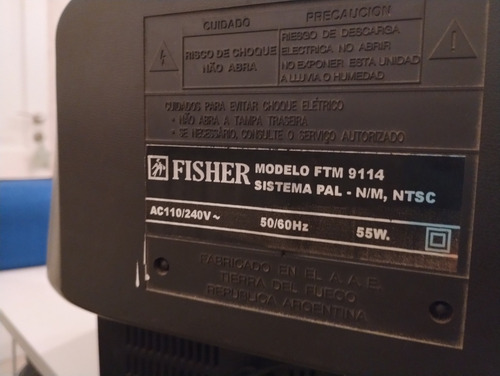 CUIDADO
RISCO DE CHOQUE
NÃO ABRA
PRECAUCION
RIESGO DE DESCARGA
ELECTRICA NO ABRIR
NO EXPONER ESTA UNIDAD
A LLUVIA O HUMEDAD
CUIDADOS PARA EVITAR CHOQUE ELÉTRICO
• NÃO ABRA A TAMPA TRASEIRA
• SE NECESSÁRIO, CONSULTE O SERVIÇO AUTORIZADO
FISHER MODELO FTM 9114
SISTEMA PAL - N/M, NTSC
AC110/240V~ 50/60Hz 55W.
FABRICADO EN EL A.A.E.
TIERRA DEL FUEGO
REPUBLICA ARGENTINA